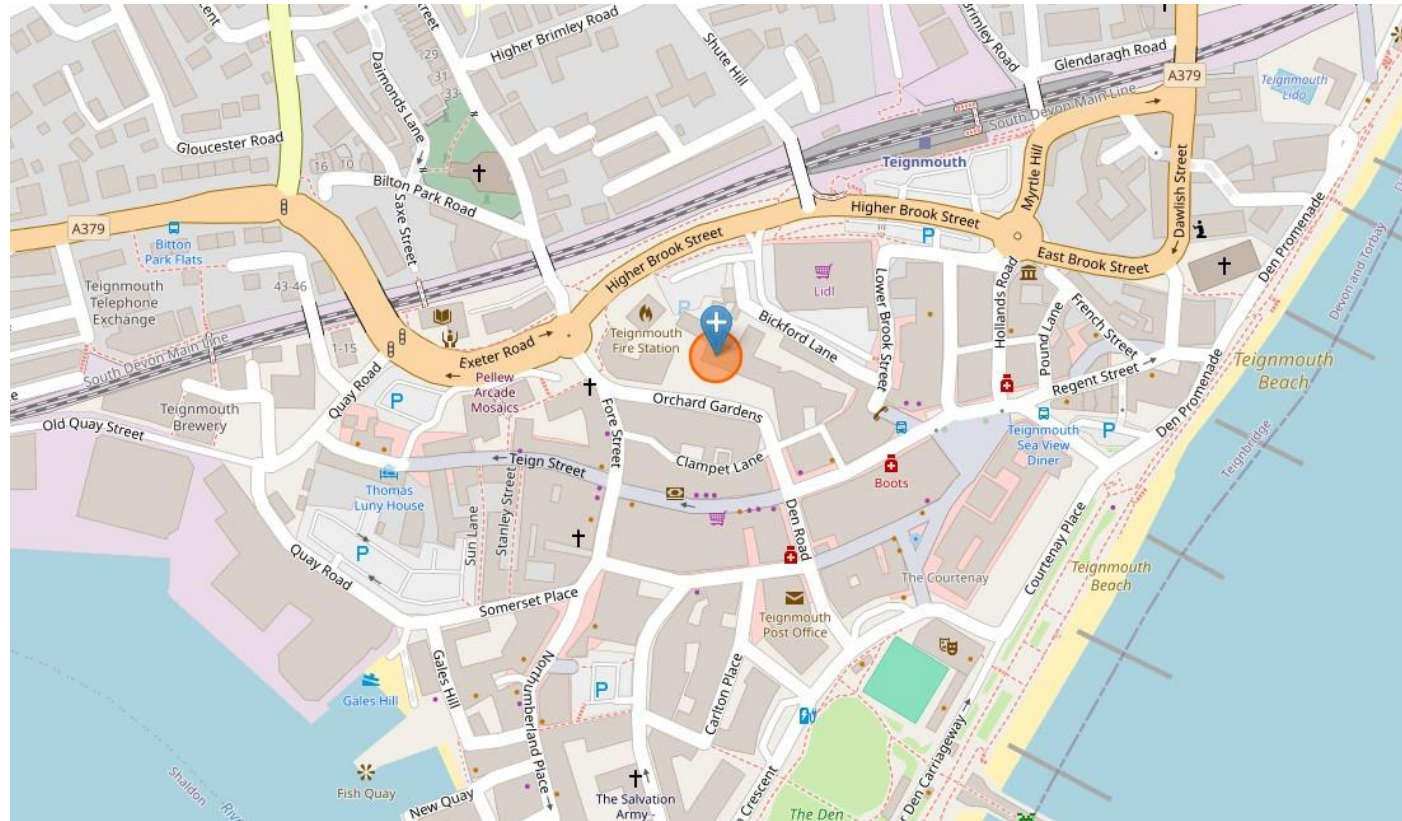 Higher Brimley Road
Shute Hill
Brimley Road
Glendaragh Road
A379
Teignmouth
Lido
South Devon Main Line
Daimonds Lane
29
31
33
Gloucester Road
16
10
Bilton Park Road
Saxe Street
Teignmouth
Myrtle Hill
Dawlish Street
Higher Brook Street
P
East Brook Street
Den Promenade
Devon and Torbay
A379
Bitton
Park Flats
Teignmouth
Telephone
Exchange
43-46
Higher Brook Street
Lidl
Lower Brook Street
Hollands Road
Pound Lane
French Street
P
Bickford Lane
Teignmouth
Fire Station
1-15
South Devon Main Line
Exeter Road
Pellew
Arcade
Mosaics
Regent Street
Teignmouth
Beach
Quay Road
P
Teignmouth
Brewery
Old Quay Street
Orchard Gardens
Fore Street
Teignmouth
Sea View
Diner
P
Den Promenade
Teignbridge
Clampet Lane
Teign Street
Thomas
Luny House
Boots
Stanley Street
Sun Lane
Den Road
P
Quay Road
Courtenay Place
The Courtenay
Teignmouth
Beach
Somerset Place
Teignmouth
Post Office
Gales Hill
Gales Hill
Northumberland Place
P
Carlton Place
Shaldon
Fish Quay
New Quay
The Salvation
Army -
Crescent
The Den
Den Carriageway